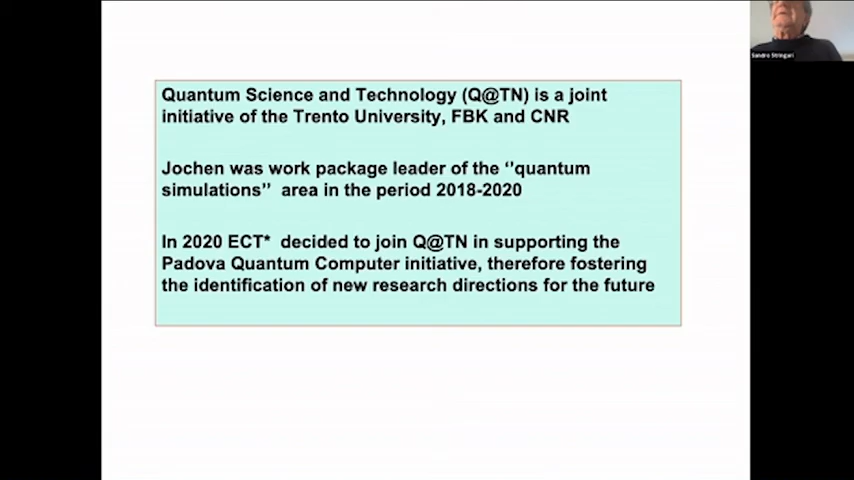 Quantum Science and Technology (Q@TN) is a joint
initiative of the Trento University, FBK and CNR
Jochen was work package leader of the ‘’quantum
simulations’’ area in the period 2018-2020
In 2020 ECT* decided to join Q@TN in supporting the
Padova Quantum Computer initiative, therefore fostering
the identification of new research directions for the future
Sandro Stringari